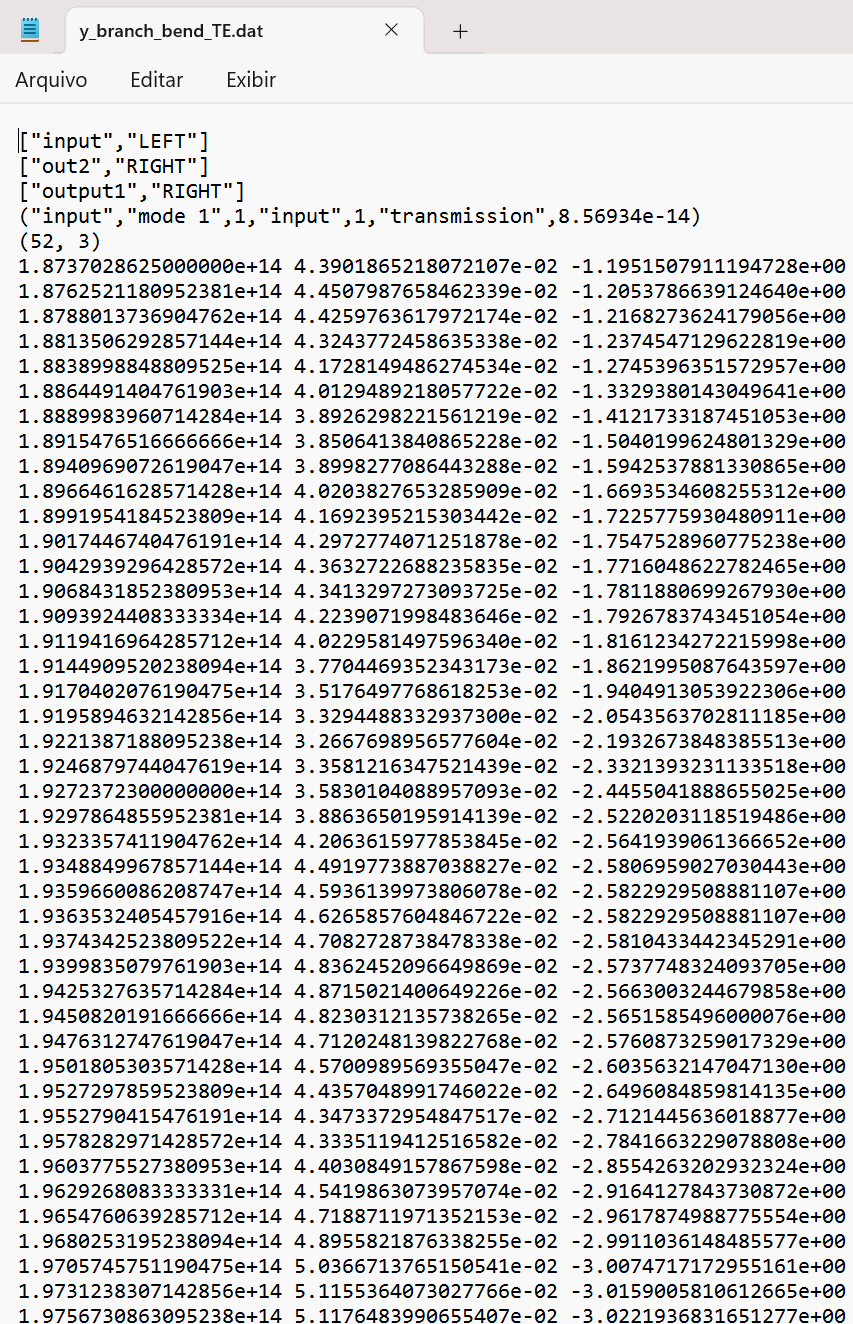 y_branch_bend_TE.dat
Arquivo Editar Exibir
["input","LEFT"]
["out2","RIGHT"]
["output1","RIGHT"]
("input","mode 1",1,"input",1,"transmission",8.56934e-14)
(52, 3)
1.8737028625000000e+14 4.3901865218072107e-02 -1.1951507911194728e+00
1.8762521180952381e+14 4.4507987658462339e-02 -1.2053786639124640e+00
1.8788013736904762e+14 4.4259763617972174e-02 -1.2168273624179056e+00
1.8813506292857144e+14 4.3243772458635338e-02 -1.2374547129622819e+00
1.8838998848809525e+14 4.1728149486274534e-02 -1.2745396351572957e+00
1.8864491404761903e+14 4.0129489218057722e-02 -1.3329380143049641e+00
1.8889983960714284e+14 3.8926298221561219e-02 -1.4121733187451053e+00
1.8915476516666666e+14 3.8506413840865228e-02 -1.5040199624801329e+00
1.8940969072619047e+14 3.8998277086443288e-02 -1.5942537881330865e+00
1.8966461628571428e+14 4.0203827653285909e-02 -1.6693534608255312e+00
1.8991954184523809e+14 4.1692395215303442e-02 -1.7225775930480911e+00
1.9017446740476191e+14 4.2972774071251878e-02 -1.7547528960775238e+00
1.9042939296428572e+14 4.3632722688235835e-02 -1.7716048622782465e+00
1.9068431852380953e+14 4.3413297273093725e-02 -1.7811880699267930e+00
1.9093924408333334e+14 4.2239071998483646e-02 -1.7926783743451054e+00
1.9119416964285712e+14 4.0229581497596340e-02 -1.8161234272215998e+00
1.9144909520238094e+14 3.7704469352343173e-02 -1.8621995087643597e+00
1.9170402076190475e+14 3.5176497768618253e-02 -1.9404913053922306e+00
1.9195894632142856e+14 3.3294488332937300e-02 -2.0543563702811185e+00
1.9221387188095238e+14 3.2667698956577604e-02 -2.1932673848385513e+00
1.9246879744047619e+14 3.3581216347521439e-02 -2.3321393231133518e+00
1.9272372300000000e+14 3.5830104088957093e-02 -2.4455041888655025e+00
1.9297864855952381e+14 3.8863650195914139e-02 -2.5220203118519486e+00
1.9323357411904762e+14 4.2063615977853845e-02 -2.5641939061366652e+00
1.9348849967857144e+14 4.4919773887038827e-02 -2.5806959027030443e+00
1.9359660086208747e+14 4.5936139973806078e-02 -2.5822929508881107e+00
1.9363532405457916e+14 4.6265857604846722e-02 -2.5822929508881107e+00
1.9374342523809522e+14 4.7082728738478338e-02 -2.5810433442345291e+00
1.9399835079761903e+14 4.8362452096649869e-02 -2.5737748324093705e+00
1.9425327635714284e+14 4.8715021400649226e-02 -2.5663003244679858e+00
1.9450820191666666e+14 4.8230312135738265e-02 -2.5651585496000076e+00
1.9476312747619047e+14 4.7120248139822768e-02 -2.5760873259017329e+00
1.9501805303571428e+14 4.5700989569355047e-02 -2.6035632147047130e+00
1.9527297859523809e+14 4.4357048991746022e-02 -2.6496084859814135e+00
1.9552790415476191e+14 4.3473372954847517e-02 -2.7121445636018877e+00
1.9578282971428572e+14 4.3335119412516582e-02 -2.7841663229078808e+00
1.9603775527380953e+14 4.4030849157867598e-02 -2.8554263202932324e+00
1.9629268083333331e+14 4.5419863073957074e-02 -2.9164127843730872e+00
1.9654760639285712e+14 4.7188711971352153e-02 -2.9617874988775554e+00
1.9680253195238094e+14 4.8955821876338255e-02 -2.9911036148485577e+00
1.9705745751190475e+14 5.0366713765150541e-02 -3.0074717172955161e+00
1.9731238307142856e+14 5.1155364073027766e-02 -3.0159005810612665e+00
1.9756730863095238e+14 5.1176483990655407e-02 -3.0221936831651277e+00